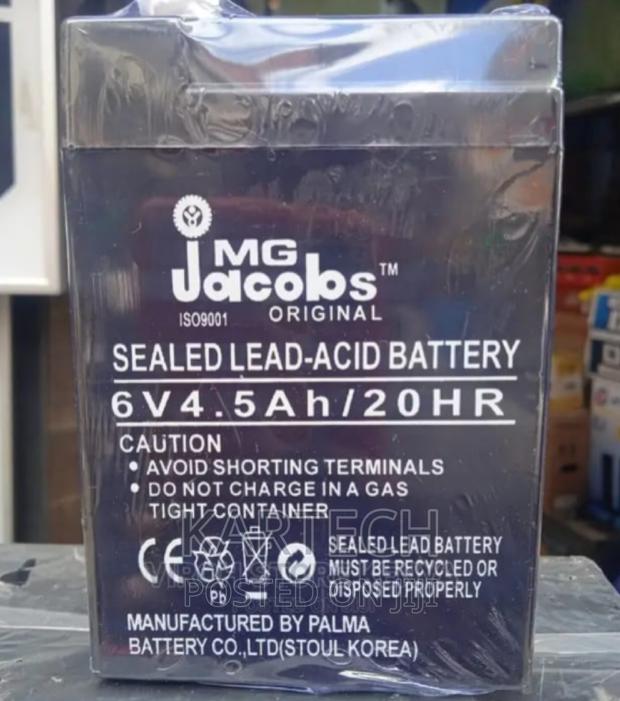 MG
Jacobs™
ISO9001 ORIGINAL
SEALED LEAD-ACID BATTERY
6V4.5Ah/20HR
CAUTION
• AVOID SHORTING TERMINALS
• DO NOT CHARGE IN A GAS
TIGHT CONTAINER
KARTECH
CE
Pb
SEALED LEAD BATTERY
MUST BE RECYCLED OR
DISPOSED PROPERLY
POSTED ON JIJI
MANUFACTURED BY PALMA
BATTERY CO.,LTD(STOUL KOREA)